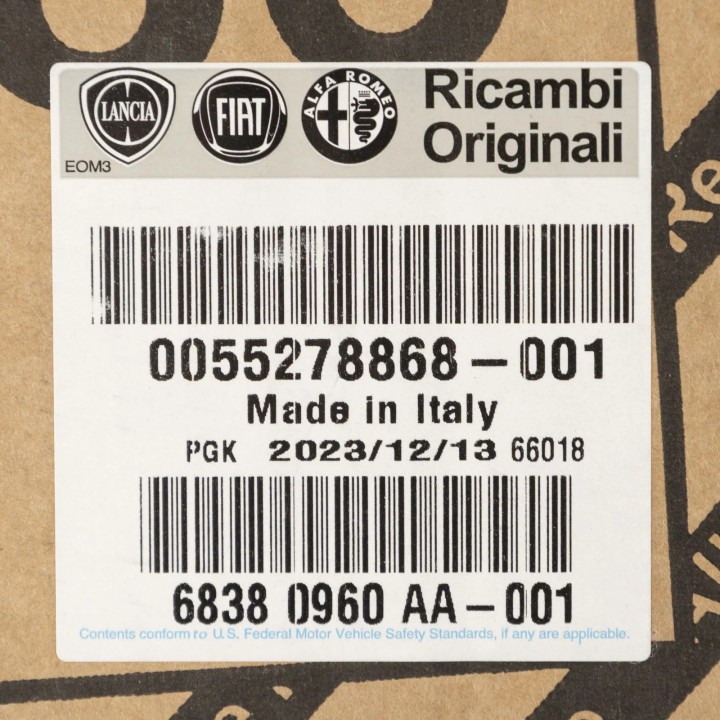 LANCIA
FIAT
ALFA ROMEO
Ricambi
Originali
EOM3
0055278868-001
Made in Italy
PGK 2023/12/13 66018
6838 0960 AA-001
Contents conform to U.S. Federal Motor Vehicle Safety Standards, if any are applicable.
Re